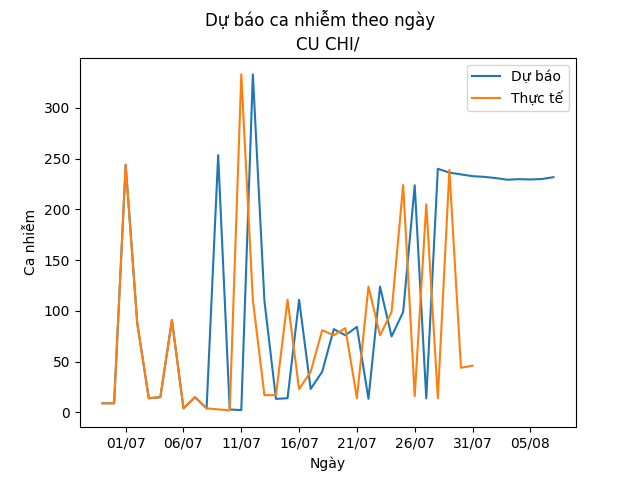 Dự báo ca nhiễm theo ngày
CU CHI/
Dự báo
Thực tế
300
250
200
150
100
50
0
Ca nhiễm
01/07 06/07 11/07 16/07 21/07 26/07 31/07 05/08
Ngày